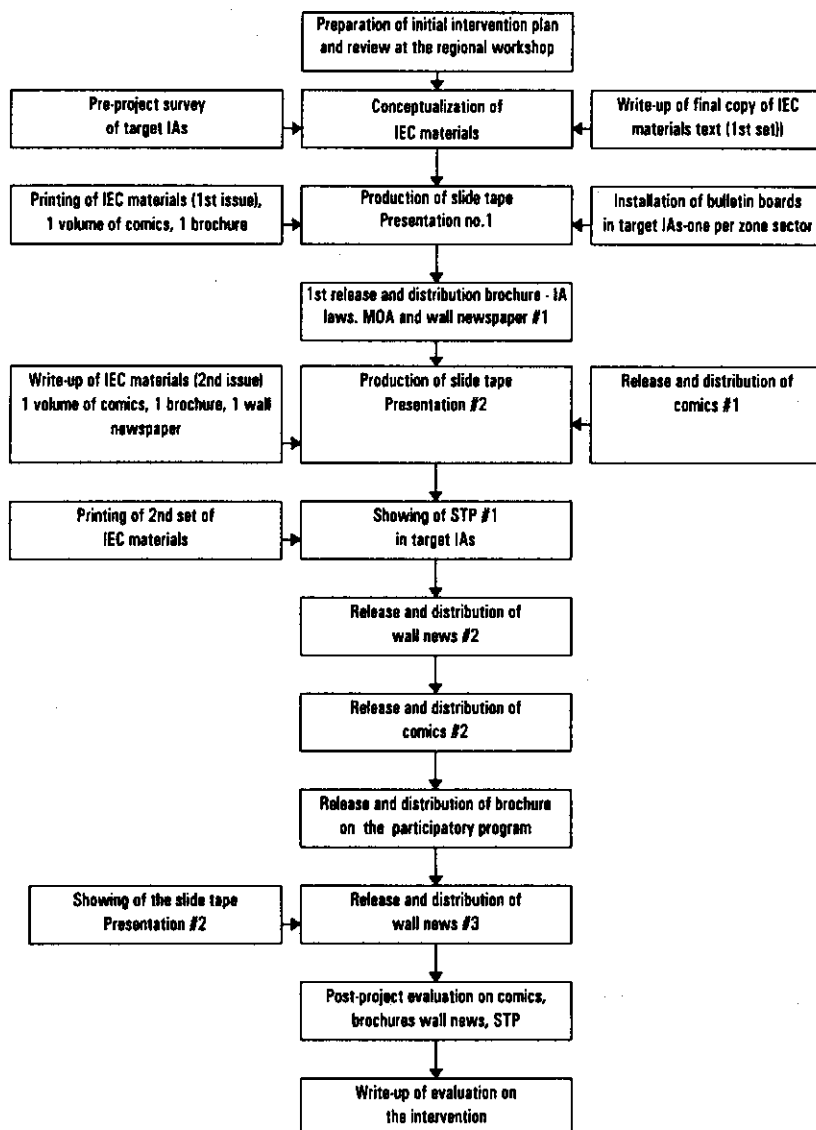 Preparation of initial intervention plan
and review at the regional workshop
Pre-project survey
of target IAs
Conceptualization of
IEC materials
Write-up of final copy of IEC
materials text (1st set))
Printing of IEC materials (1st issue),
1 volume of comics, 1 brochure
Production of slide tape
Presentation no.1
Installation of bulletin boards
in target IAs-one per zone sector
1st release and distribution brochure - IA
laws. MOA and wall newspaper #1
Write-up of IEC materials (2nd issue)
1 volume of comics, 1 brochure, 1 wall
newspaper
Production of slide tape
Presentation #2
Release and distribution of
comics #1
Printing of 2nd set of
IEC materials
Showing of STP #1
in target IAs
Release and distribution of
wall news #2
Release and distribution of
comics #2
Release and distribution of brochure
on the participatory program
Showing of the slide tape
Presentation #2
Release and distribution of
wall news #3
Post-project evaluation on comics,
brochures wall news, STP
Write-up of evaluation on
the intervention